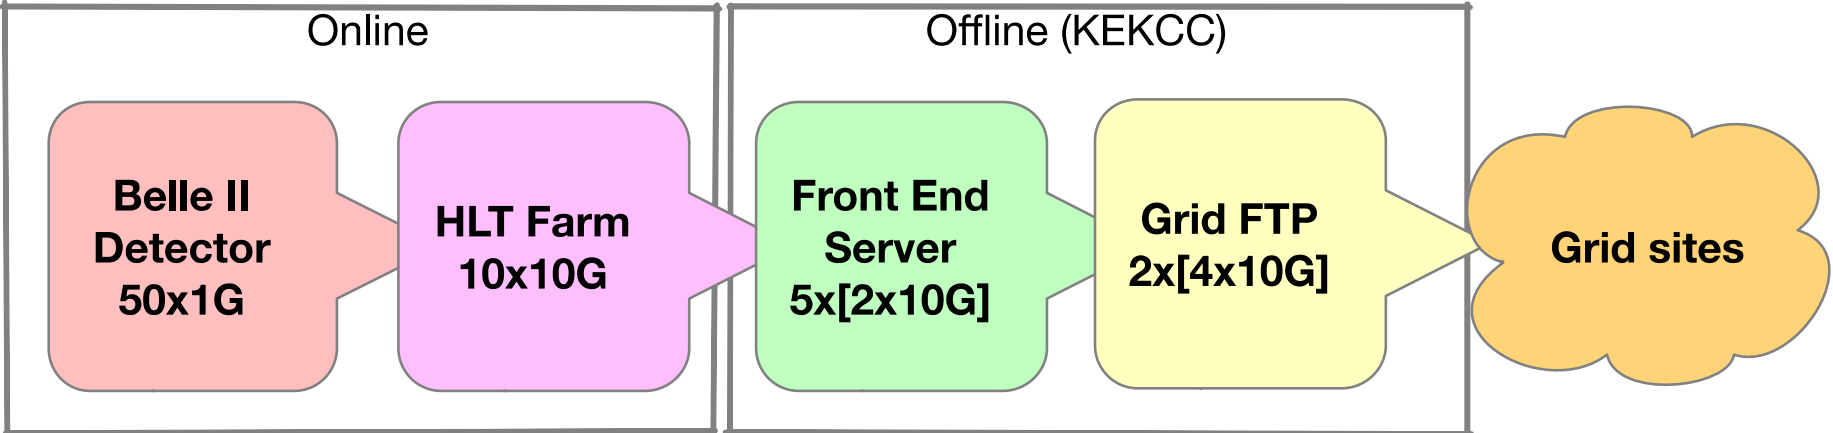 Online
Offline (KEKCC)
Belle II
Detector
50x1G
HLT Farm
10x10G
Front End
Server
5x[2x10G]
Grid FTP
2x[4x10G]
Grid sites